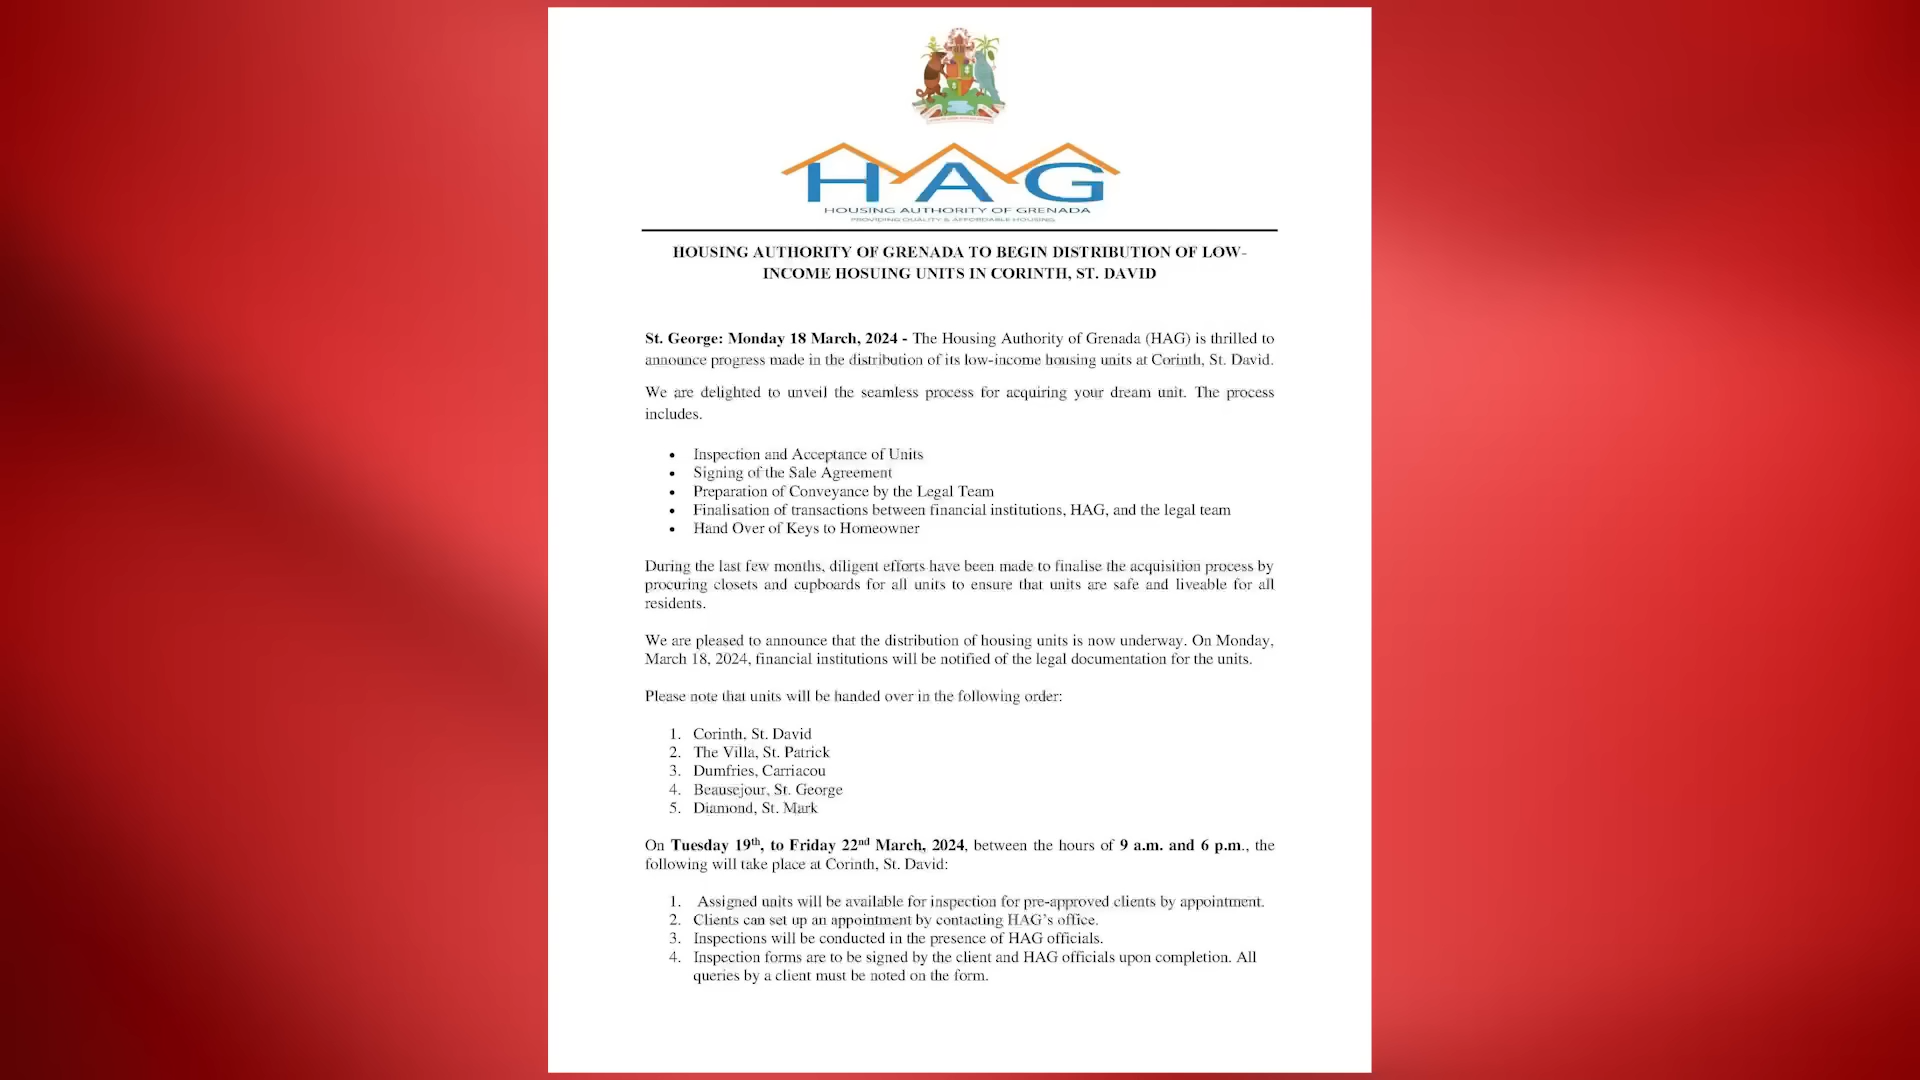 HAG
HOUSING AUTHORITY OF GRENADA
PROVIDING QUALITY & AFFORDABLE HOUSING
HOUSING AUTHORITY OF GRENADA TO BEGIN DISTRIBUTION OF LOW-
INCOME HOSUING UNITS IN CORINTH, ST. DAVID
St. George: Monday 18 March, 2024 - The Housing Authority of Grenada (HAG) is thrilled to
announce progress made in the distribution of its low-income housing units at Corinth, St. David.
We are delighted to unveil the seamless process for acquiring your dream unit. The process
includes.
• Inspection and Acceptance of Units
• Signing of the Sale Agreement
• Preparation of Conveyance by the Legal Team
• Finalisation of transactions between financial institutions, HAG, and the legal team
• Hand Over of Keys to Homeowner
During the last few months, diligent efforts have been made to finalise the acquisition process by
procuring closets and cupboards for all units to ensure that units are safe and liveable for all
residents.
We are pleased to announce that the distribution of housing units is now underway. On Monday,
March 18, 2024, financial institutions will be notified of the legal documentation for the units.
Please note that units will be handed over in the following order:
1. Corinth, St. David
2. The Villa, St. Patrick
3. Dumfries, Carriacou
4. Beausejour, St. George
5. Diamond, St. Mark
On Tuesday 19th, to Friday 22nd March, 2024, between the hours of 9 a.m. and 6 p.m., the
following will take place at Corinth, St. David:
1. Assigned units will be available for inspection for pre-approved clients by appointment.
2. Clients can set up an appointment by contacting HAG's office.
3. Inspections will be conducted in the presence of HAG officials.
4. Inspection forms are to be signed by the client and HAG officials upon completion. All
queries by a client must be noted on the form.